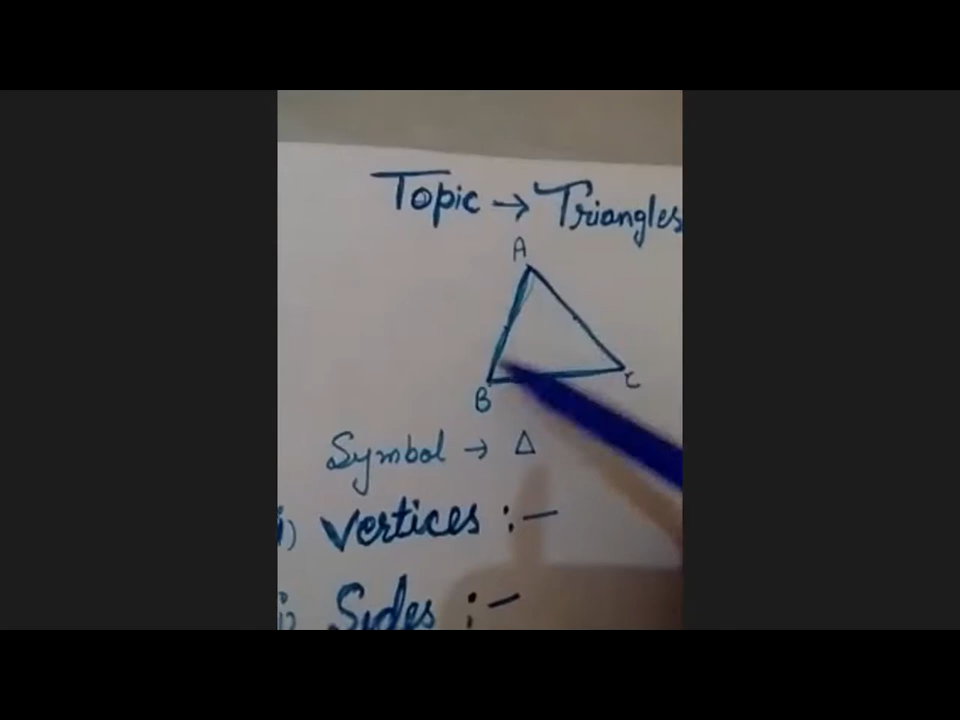 Topic → Triangles
A
B
C
Symbol → Δ
i) Vertices :-
i) Sides :-